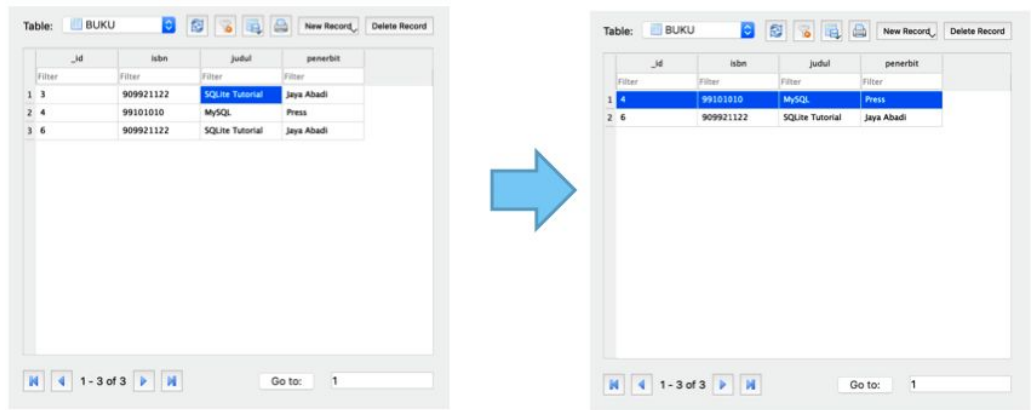 Table: BUKU New Record Delete Record
_id isbn judul penerbit
Filter Filter Filter Filter
1 3 909921122 SQLite Tutorial Jaya Abadi
2 4 99101010 MySQL Press
3 6 909921122 SQLite Tutorial Jaya Abadi
1 - 3 of 3 Go to: 1
Table: BUKU New Record Delete Record
_id isbn judul penerbit
Filter Filter Filter Filter
1 4 99101010 MySQL Press
2 6 909921122 SQLite Tutorial Jaya Abadi
1 - 3 of 3 Go to: 1